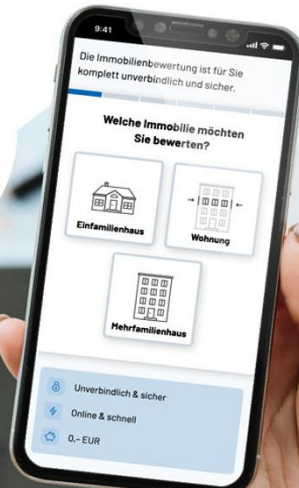 9:41
Die Immobilienbewertung ist für Sie
komplett unverbindlich und sicher.
Welche Immobilie möchten
Sie bewerten?
Einfamilienhaus
Wohnung
Mehrfamilienhaus
Unverbindlich & sicher
Online & schnell
0,- EUR